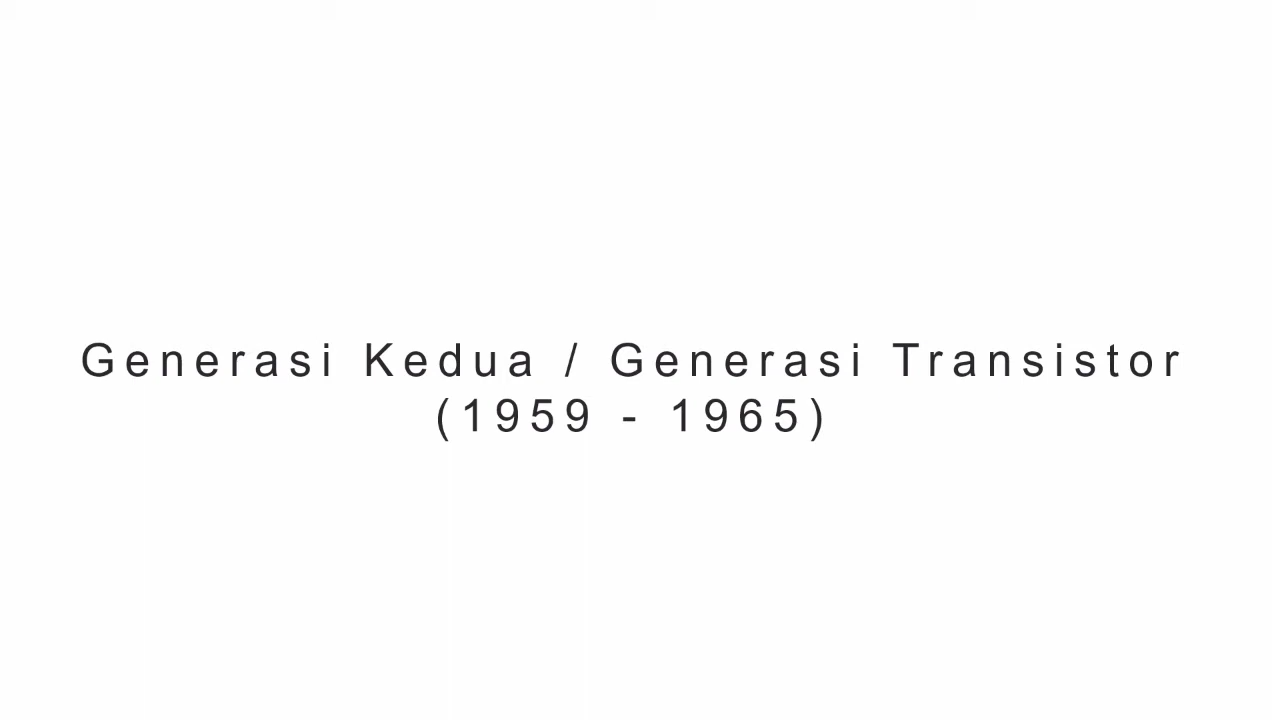 Generasi Kedua / Generasi Transistor
(1959 - 1965)